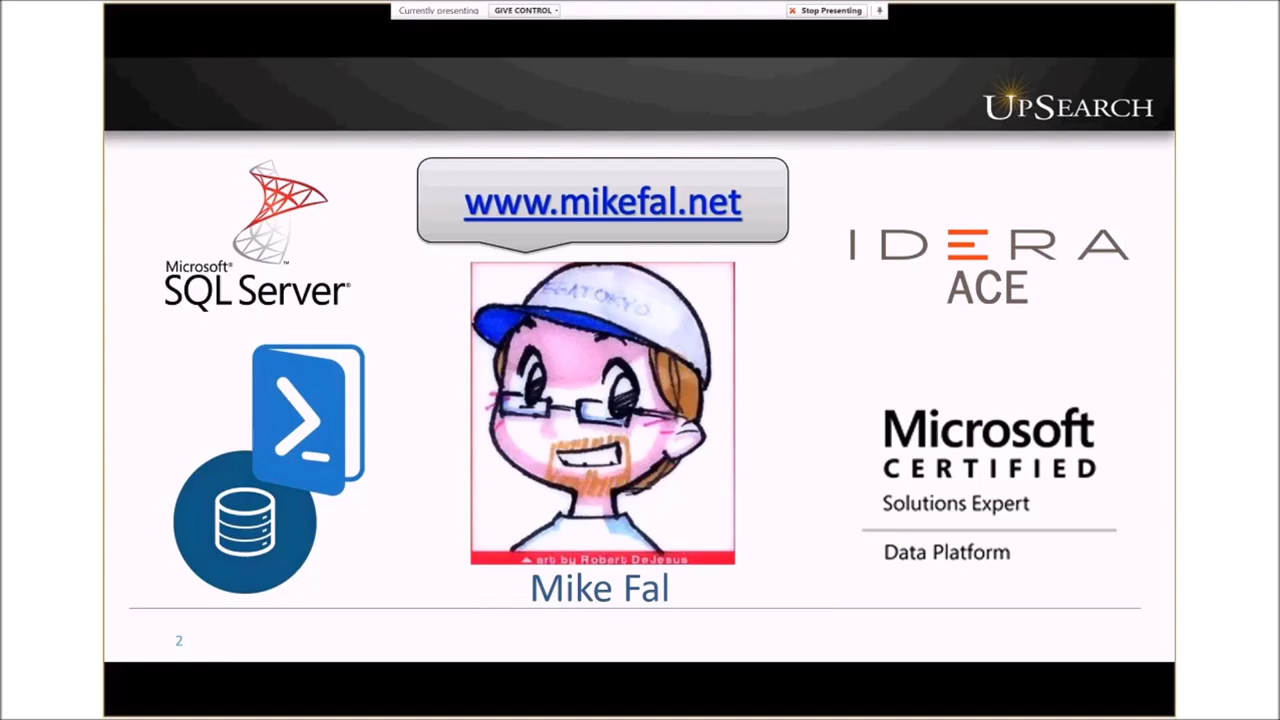 Currently presenting GIVE CONTROL Stop Presenting
UPSEARCH
www.mikefal.net
Microsoft®
SQL Server®
IDERA
ACE
Microsoft
CERTIFIED
Solutions Expert
Data Platform
art by Robert DeJesus
Mike Fal
2